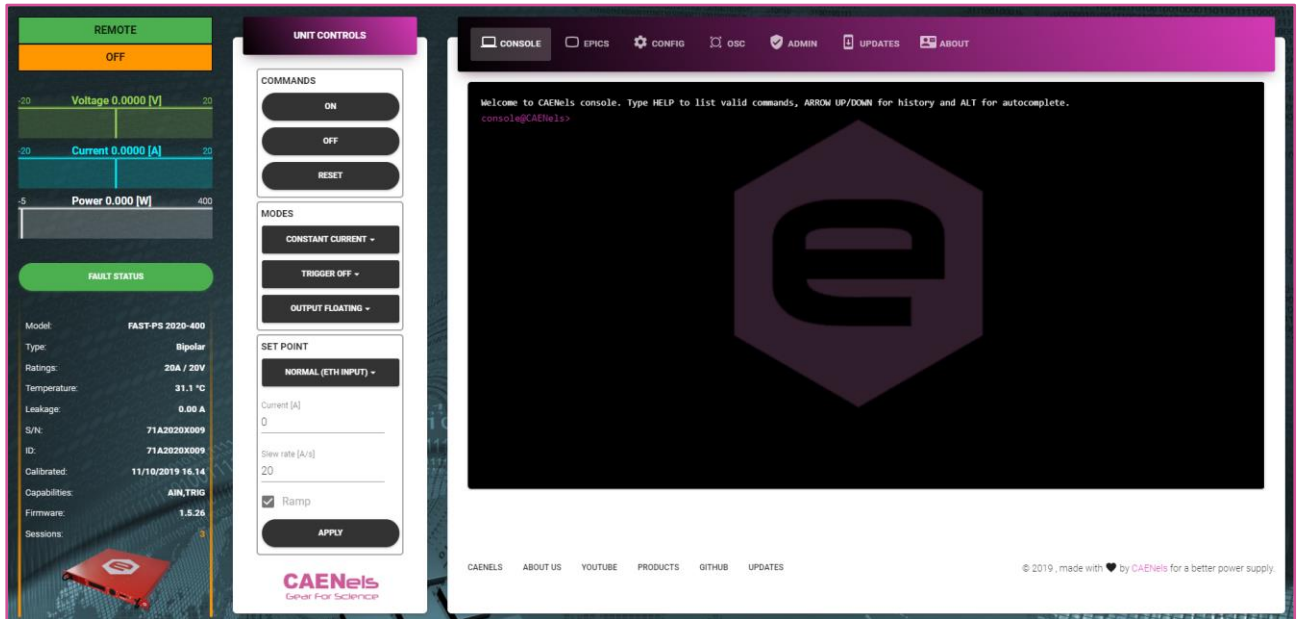 REMOTE
OFF
-20 Voltage 0.0000 [V] 20
-20 Current 0.0000 [A] 20
-5 Power 0.000 [W] 400
FAULT STATUS
Model: FAST-PS 2020-400
Type: Bipolar
Ratings: 20A / 20V
Temperature: 31.1 °C
Leakage: 0.00 A
S/N: 71A2020X009
ID: 71A2020X009
Calibrated: 11/10/2019 16.14
Capabilities: AIN,TRIG
Firmware: 1.5.26
Sessions: 3
UNIT CONTROLS
COMMANDS
ON
OFF
RESET
MODES
CONSTANT CURRENT
TRIGGER OFF
OUTPUT FLOATING
SET POINT
NORMAL (ETH INPUT)
Current [A]
0
Slew rate [A/s]
20
Ramp
APPLY
CAENels
Gear For Science
CONSOLE EPICS CONFIG OSC ADMIN UPDATES ABOUT
Welcome to CAENels console. Type HELP to list valid commands, ARROW UP/DOWN for history and ALT for autocomplete.
console@CAENels>
CAENELS ABOUT US YOUTUBE PRODUCTS GITHUB UPDATES
© 2019 , made with ♥ by CAENels for a better power supply.